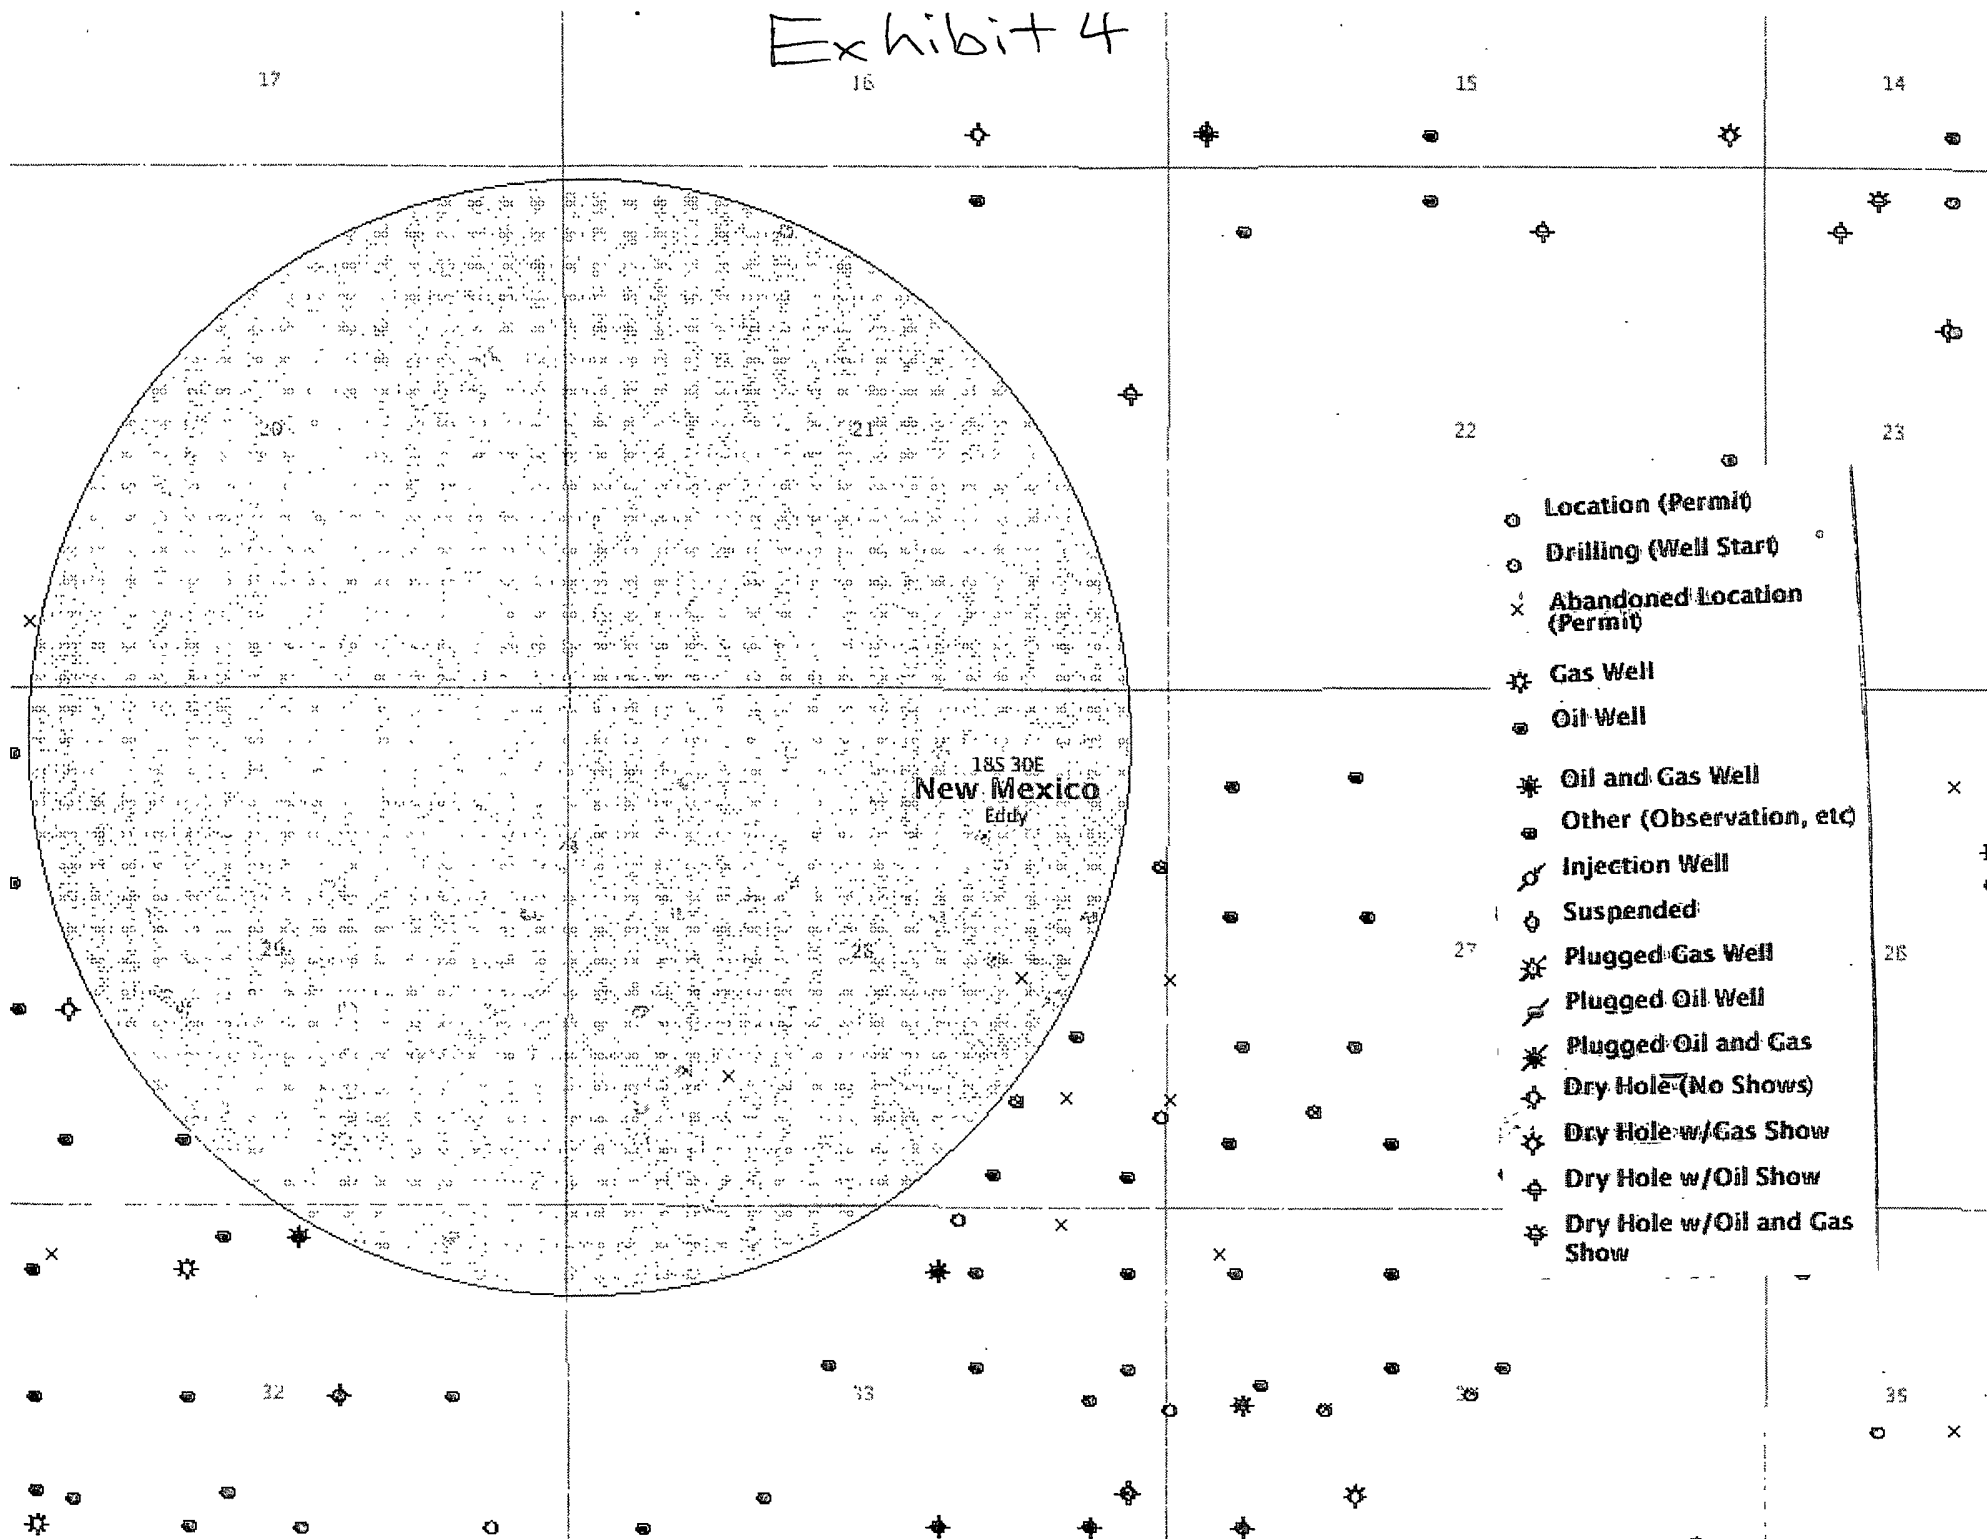 Exhibit 4
17
16
15
14
20
21
22
23
Location (Permit)
Drilling (Well Start)
Abandoned Location
(Permit)
Gas Well
Oil Well
18S 30E
New Mexico
Eddy
Oil and Gas Well
Other (Observation, etc)
Injection Well
Suspended
29
28
27
26
Plugged Gas Well
Plugged Oil Well
Plugged Oil and Gas
Dry Hole (No Shows)
Dry Hole w/Gas Show
Dry Hole w/Oil Show
Dry Hole w/Oil and Gas
Show
32
33
35